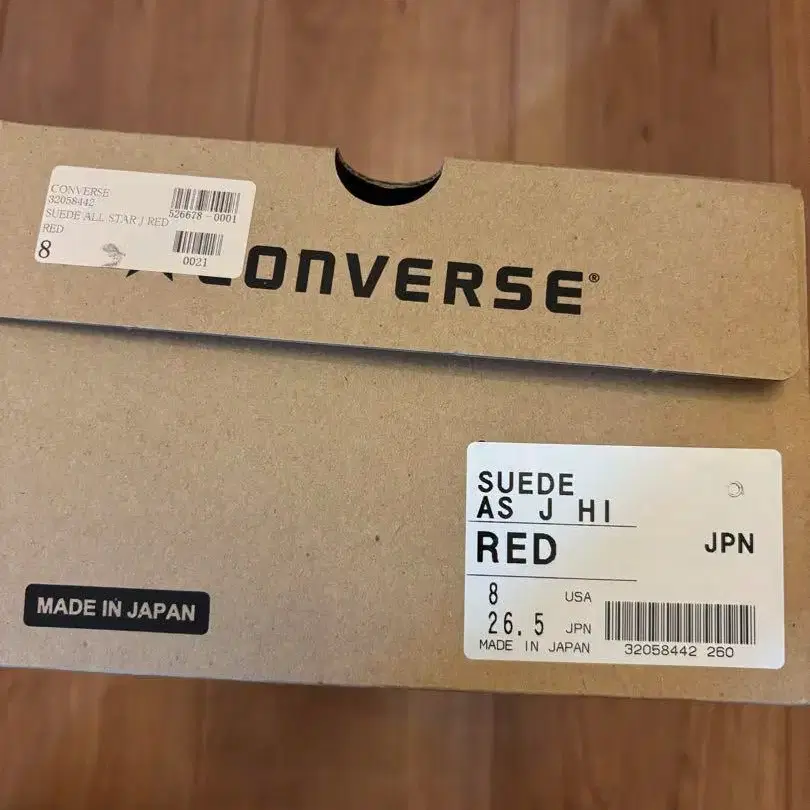 CONVERSE
32058442
SUEDE ALL STAR J RED
RED
8
526678-0001
0021
CONVERSE®
SUEDE
AS J HI
RED
JPN
8 USA
26.5 JPN
MADE IN JAPAN
32058442 260
MADE IN JAPAN